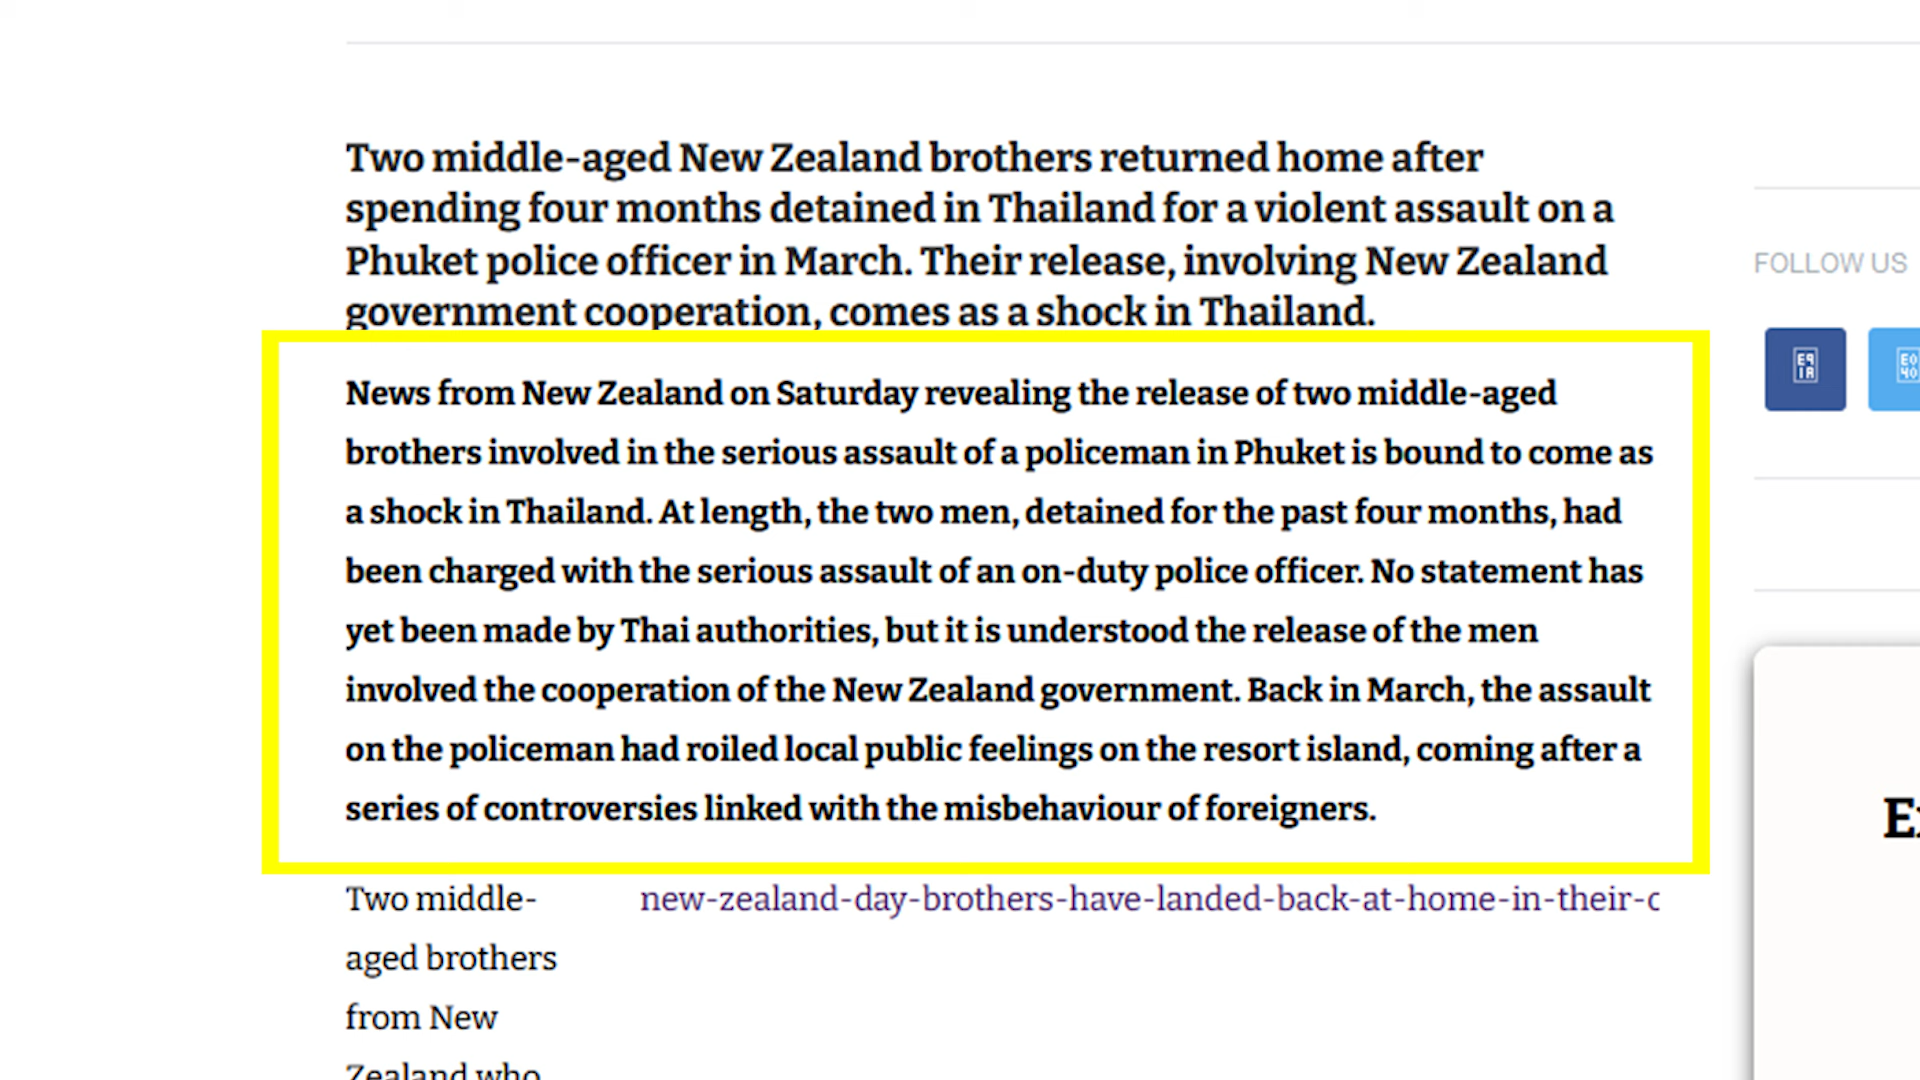 Two middle-aged New Zealand brothers returned home after
spending four months detained in Thailand for a violent assault on a
Phuket police officer in March. Their release, involving New Zealand
government cooperation, comes as a shock in Thailand.
News from New Zealand on Saturday revealing the release of two middle-aged
brothers involved in the serious assault of a policeman in Phuket is bound to come as
a shock in Thailand. At length, the two men, detained for the past four months, had
been charged with the serious assault of an on-duty police officer. No statement has
yet been made by Thai authorities, but it is understood the release of the men
involved the cooperation of the New Zealand government. Back in March, the assault
on the policeman had roiled local public feelings on the resort island, coming after a
series of controversies linked with the misbehaviour of foreigners.
Two middle-
aged brothers
from New
Zealand who
new-zealand-day-brothers-have-landed-back-at-home-in-their-c
FOLLOW US